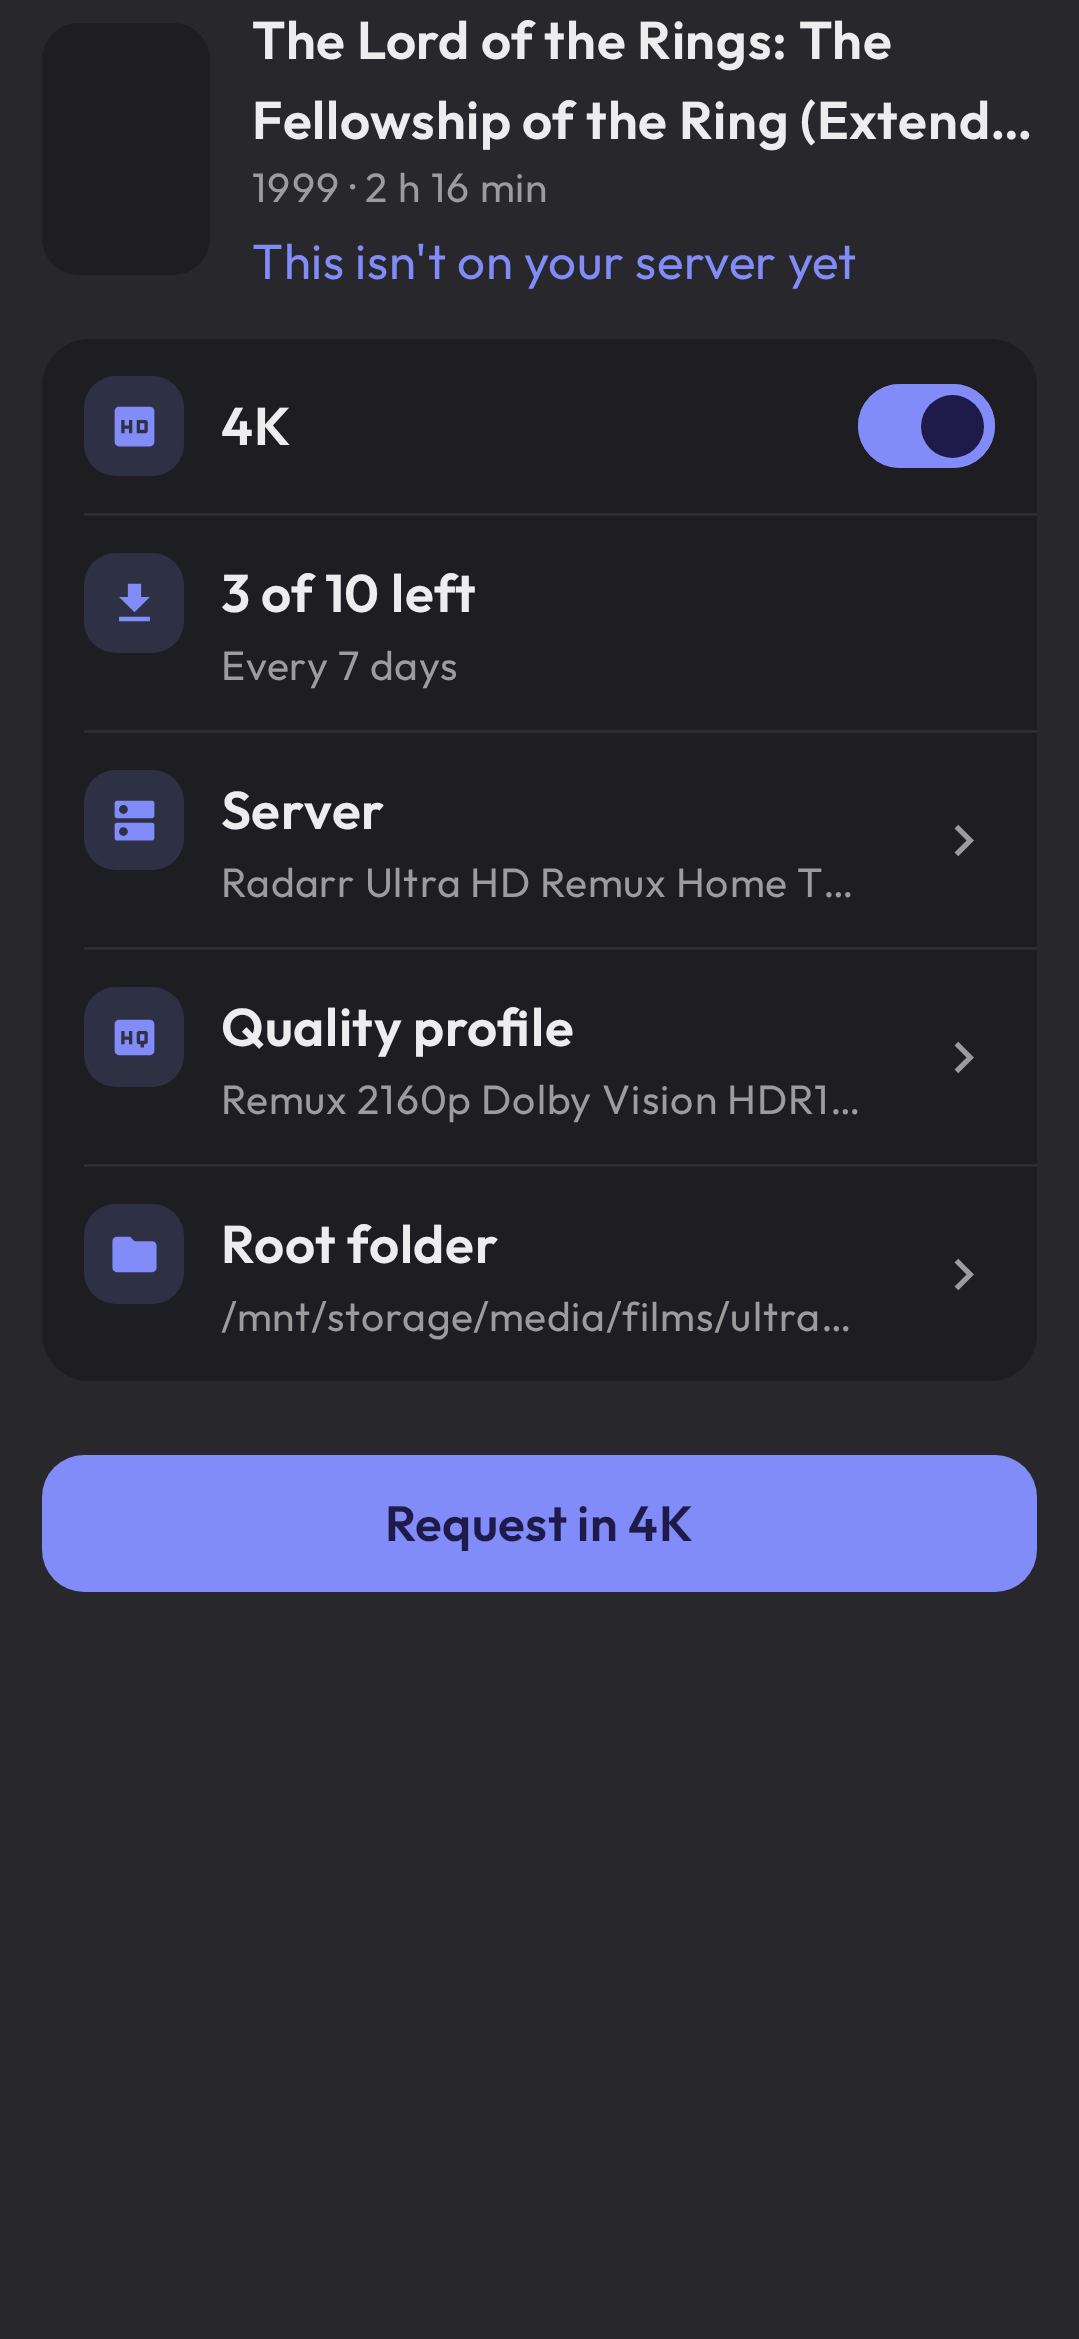 The Lord of the Rings: The
Fellowship of the Ring (Extend...
1999 · 2 h 16 min
This isn't on your server yet
HD
4K
3 of 10 left
Every 7 days
Server
Radarr Ultra HD Remux Home T...
HQ
Quality profile
Remux 2160p Dolby Vision HDR1...
Root folder
/mnt/storage/media/films/ultra...
Request in 4K